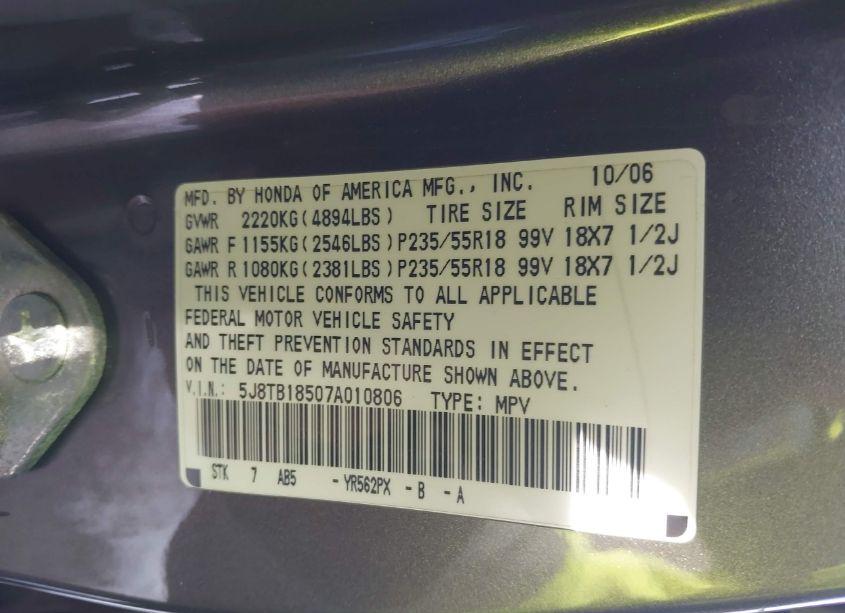 MFD. BY HONDA OF AMERICA MFG., INC. 10/06
GVWR 2220KG(4894LBS) TIRE SIZE RIM SIZE
GAWR F 1155KG(2546LBS) P235/55R18 99V 18X7 1/2J
GAWR R 1080KG(2381LBS) P235/55R18 99V 18X7 1/2J
THIS VEHICLE CONFORMS TO ALL APPLICABLE
FEDERAL MOTOR VEHICLE SAFETY
AND THEFT PREVENTION STANDARDS IN EFFECT
ON THE DATE OF MANUFACTURE SHOWN ABOVE.
V.I.N.: 5J8TB18507A010806 TYPE: MPV
STK 7 AB5 -YR562PX -B -A